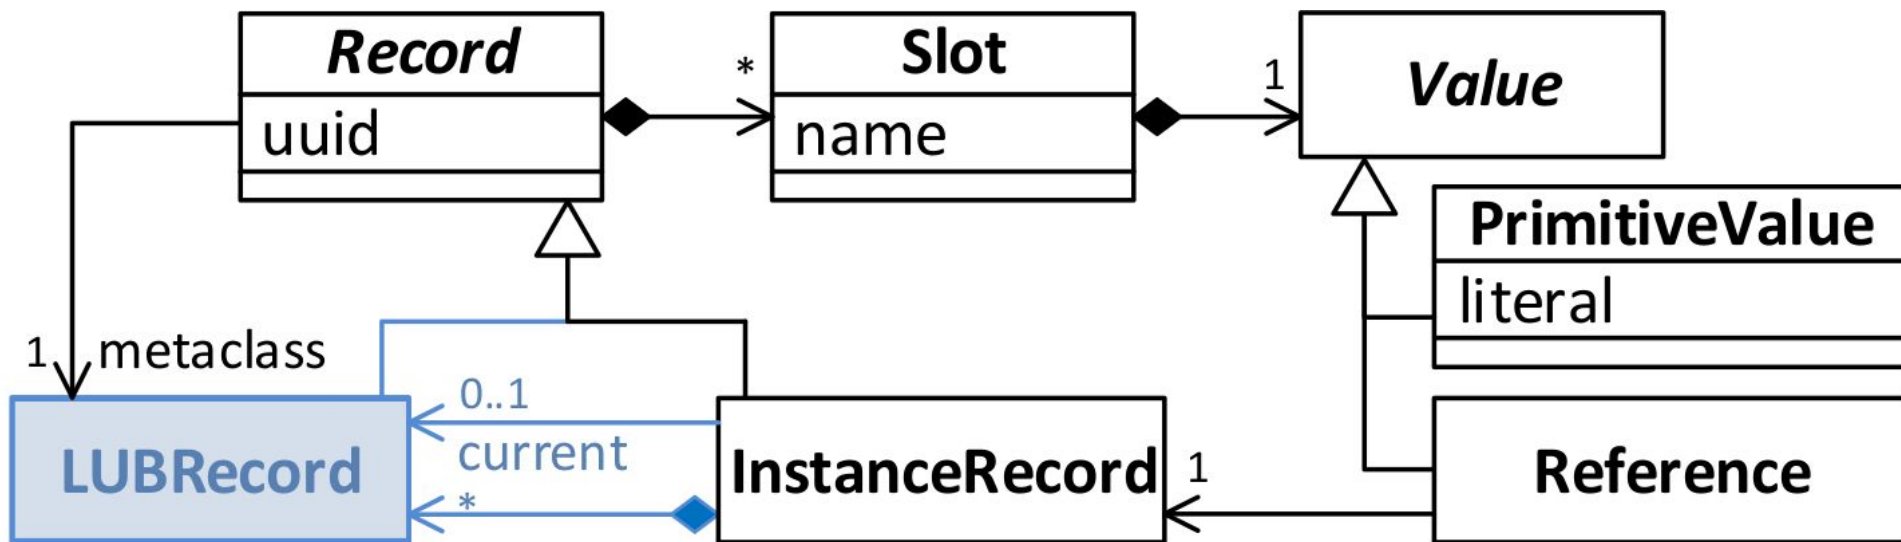 Record
uuid
*
Slot
name
1
Value
PrimitiveValue
literal
1
metaclass
LUBRecord
0..1
current
*
InstanceRecord
1
Reference